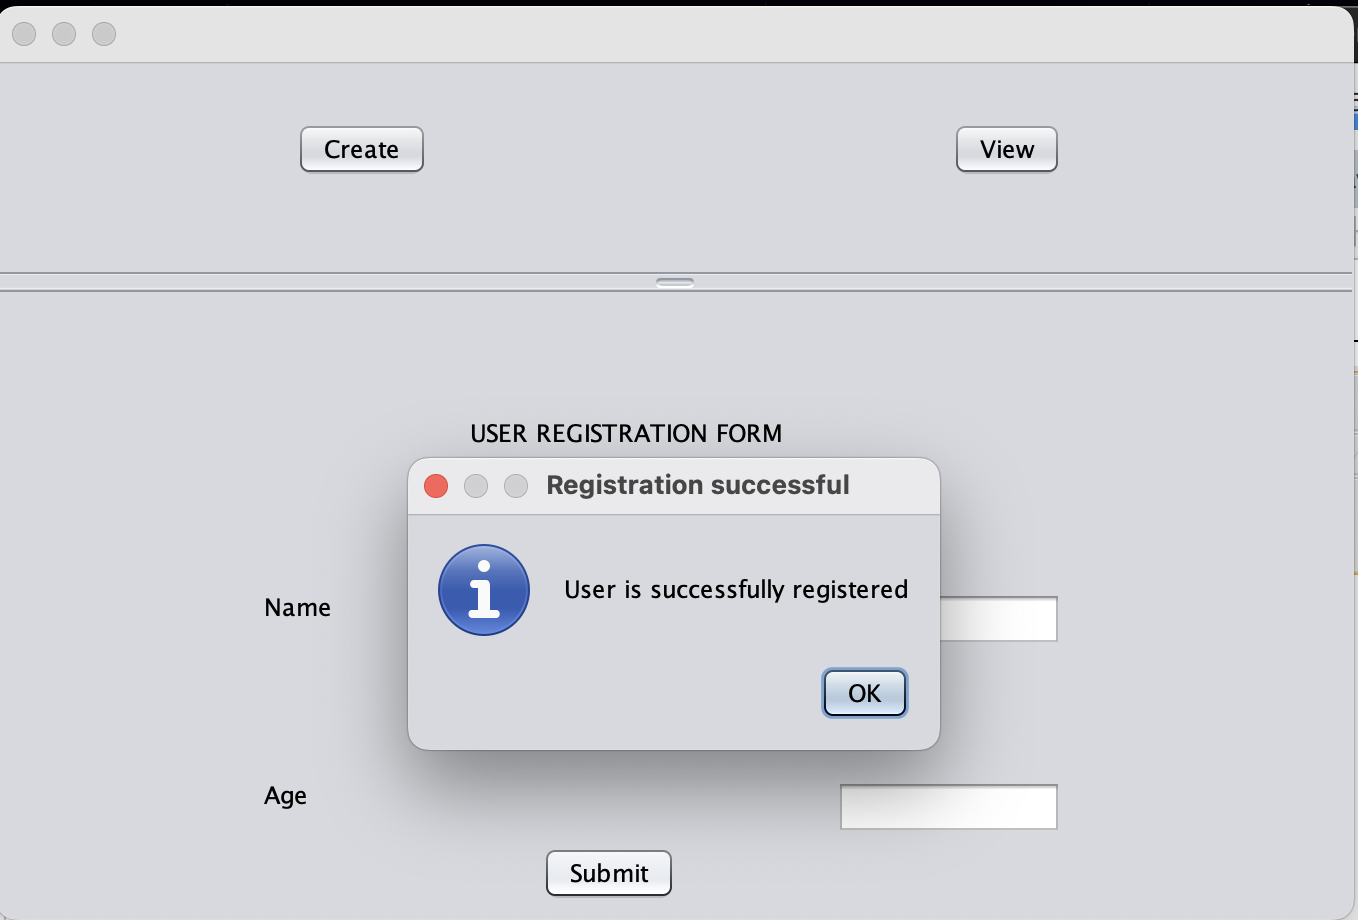 Create
View
USER REGISTRATION FORM
Registration successful
User is successfully registered
OK
Name
Age
Submit